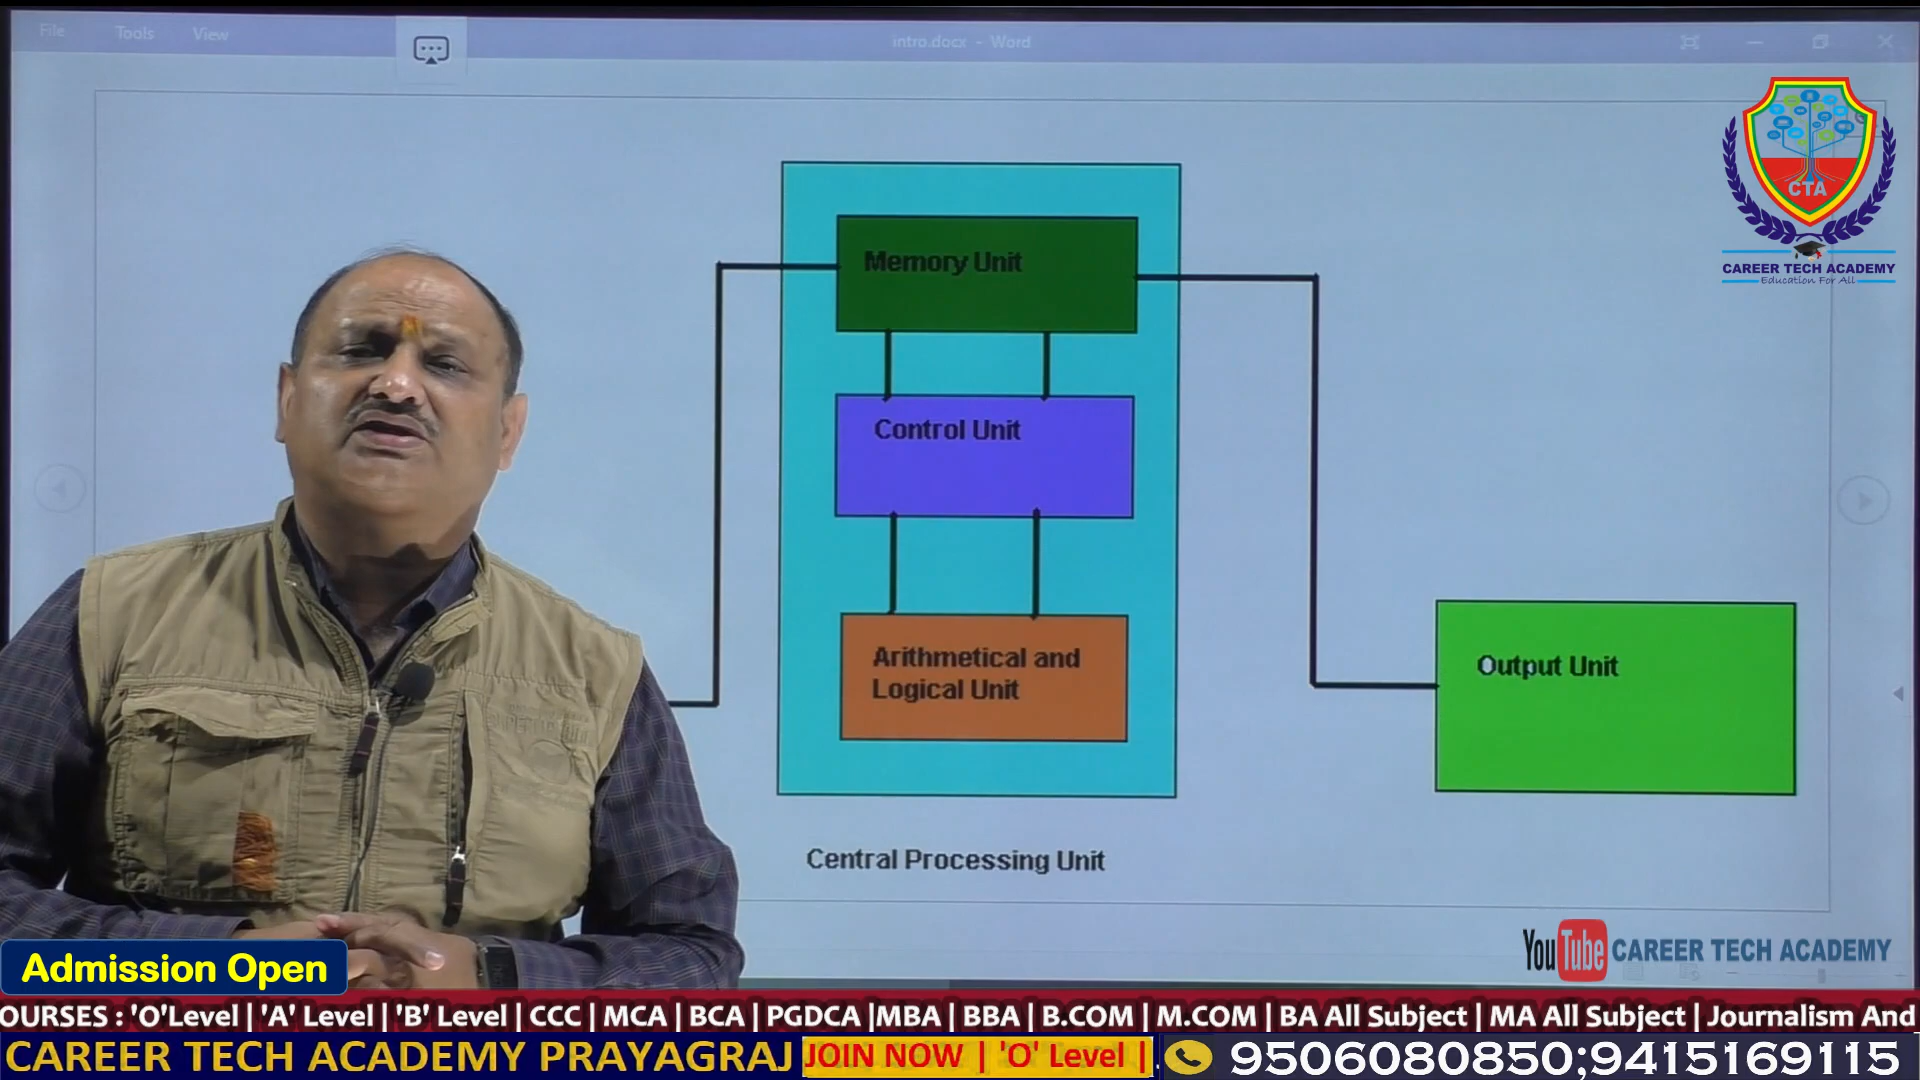 File Tools View
intro.docx - Word
CTA
CAREER TECH ACADEMY
Education For All
Memory Unit
Control Unit
Arithmetical and
Logical Unit
Output Unit
Central Processing Unit
YouTube CAREER TECH ACADEMY
Admission Open
OURSES : 'O'Level | 'A' Level | 'B' Level | CCC | MCA | BCA | PGDCA |MBA | BBA | B.COM | M.COM | BA All Subject | MA All Subject | Journalism And
CAREER TECH ACADEMY PRAYAGRAJ JOIN NOW | 'O' Level | 9506080850;9415169115